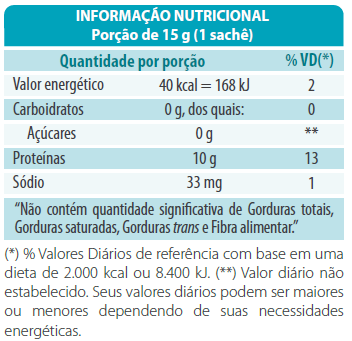 INFORMAÇÃO NUTRICIONAL
Porção de 15 g (1 sachê)
Quantidade por porção % VD(*)
Valor energético 40 kcal = 168 kJ 2
Carboidratos 0 g, dos quais: 0
Açúcares 0 g **
Proteínas 10 g 13
Sódio 33 mg 1
“Não contém quantidade significativa de Gorduras totais,
Gorduras saturadas, Gorduras trans e Fibra alimentar.”
(*) % Valores Diários de referência com base em uma
dieta de 2.000 kcal ou 8.400 kJ. (**) Valor diário não
estabelecido. Seus valores diários podem ser maiores
ou menores dependendo de suas necessidades
energéticas.